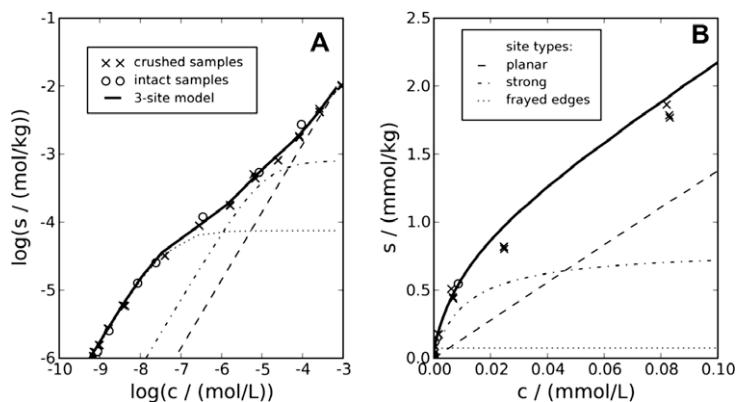 A
crushed samples
intact samples
3-site model
log(s / (mol/kg))
-1
-2
-3
-4
-5
-6
-10 -9 -8 -7 -6 -5 -4 -3
log(c / (mol/L))
B
site types:
planar
strong
frayed edges
s / (mmol/kg)
2.5
2.0
1.5
1.0
0.5
0.0
0.00 0.02 0.04 0.06 0.08 0.10
c / (mmol/L)